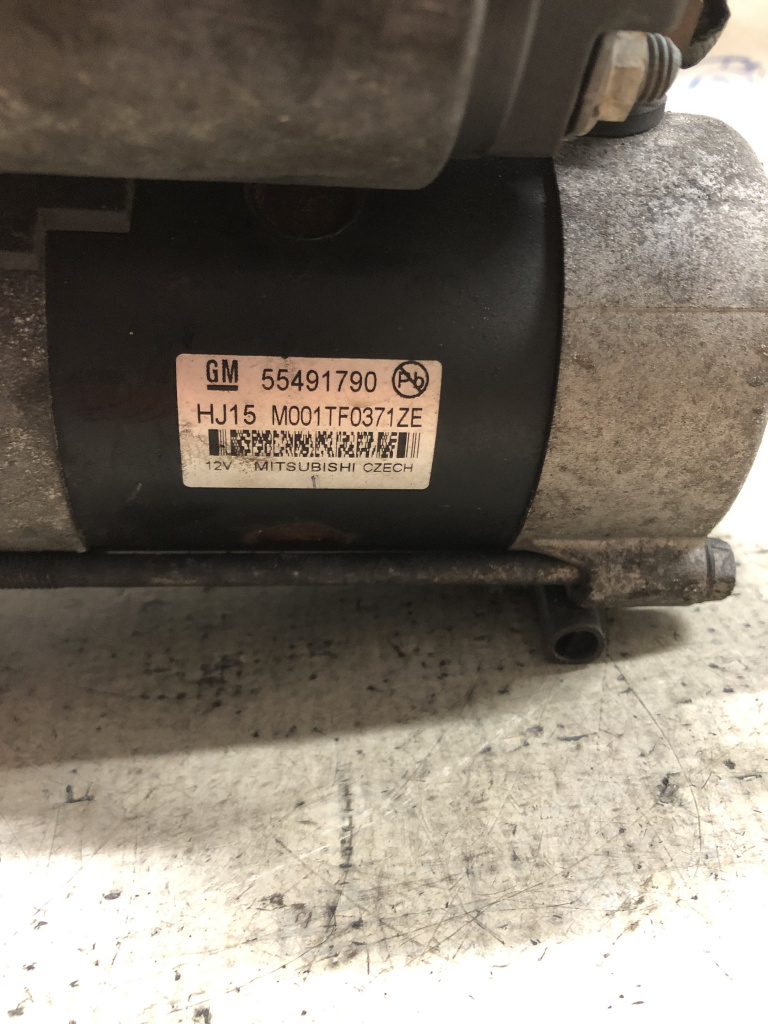 GM 55491790 Pb
HJ15 M001TF0371ZE
12V MITSUBISHI CZECH